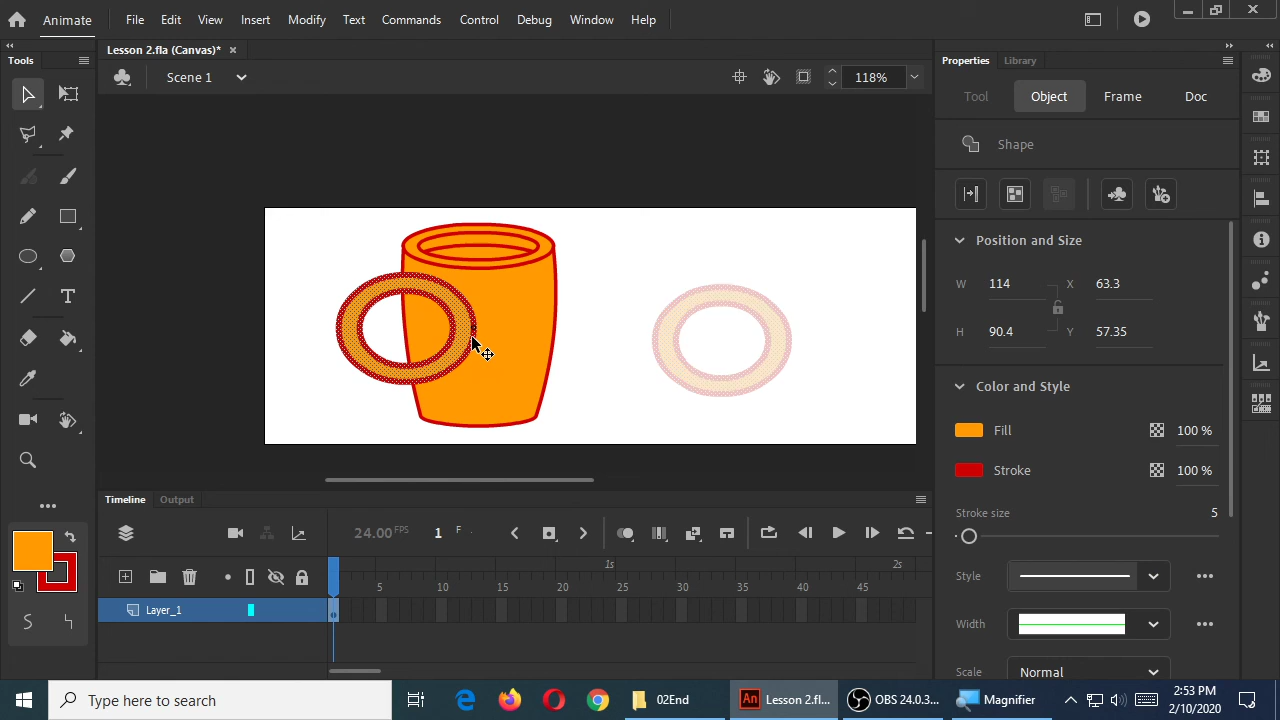 Animate File Edit View Insert Modify Text Commands Control Debug Window Help
Tools
Lesson 2.fla (Canvas)* ×
Scene 1
118%
Properties Library
Tool Object Frame Doc
Shape
Position and Size
W 114 X 63.3
H 90.4 Y 57.35
Color and Style
Fill 100 %
Stroke 100 %
Stroke size 5
Style
Width
Scale Normal
Timeline Output
24.00 FPS 1 F
1s 2s
5 10 15 20 25 30 35 40 45
Layer_1
Type here to search
02End
An Lesson 2.fl...
OBS 24.0.3...
Magnifier
2:53 PM
2/10/2020